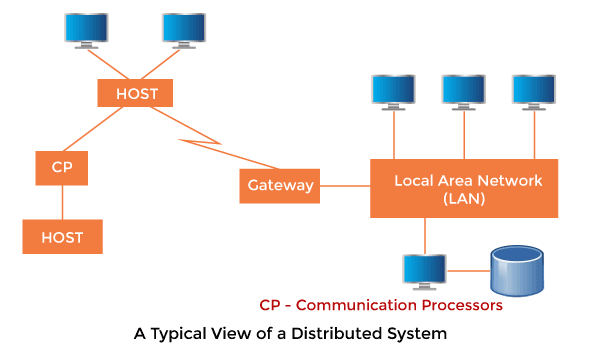 HOST
CP
HOST
Gateway
Local Area Network
(LAN)
CP - Communication Processors
A Typical View of a Distributed System